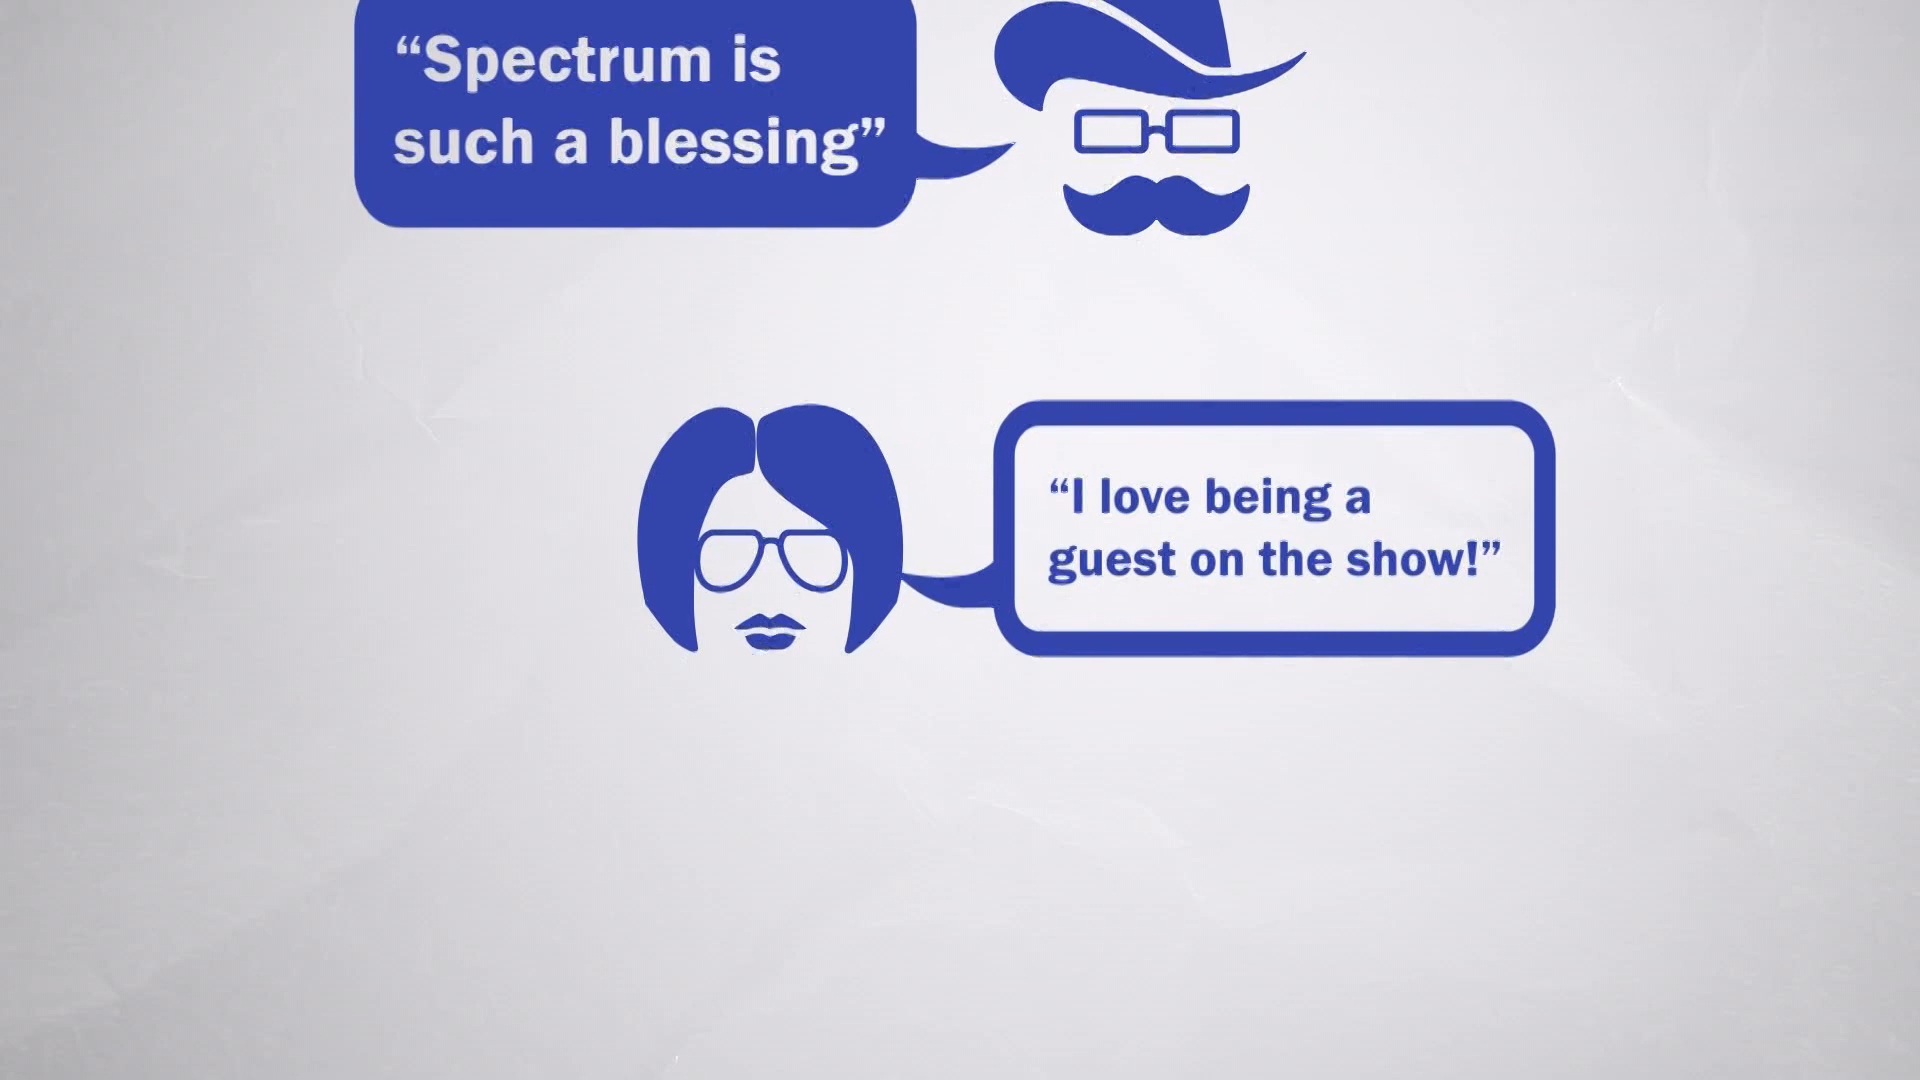 “Spectrum is
such a blessing”
“I love being a
guest on the show!”